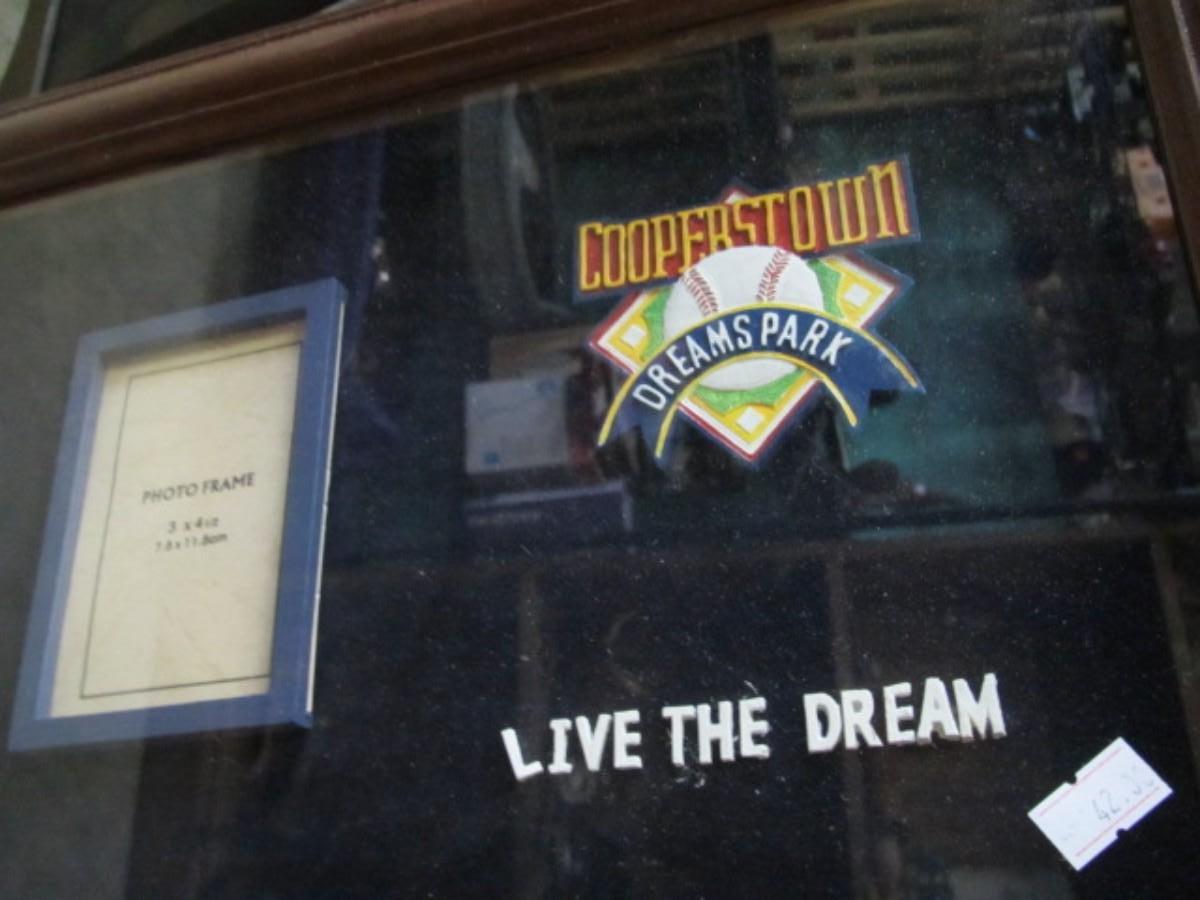 COOPERSTOWN
DREAMS PARK
PHOTO FRAME
LIVE THE DREAM